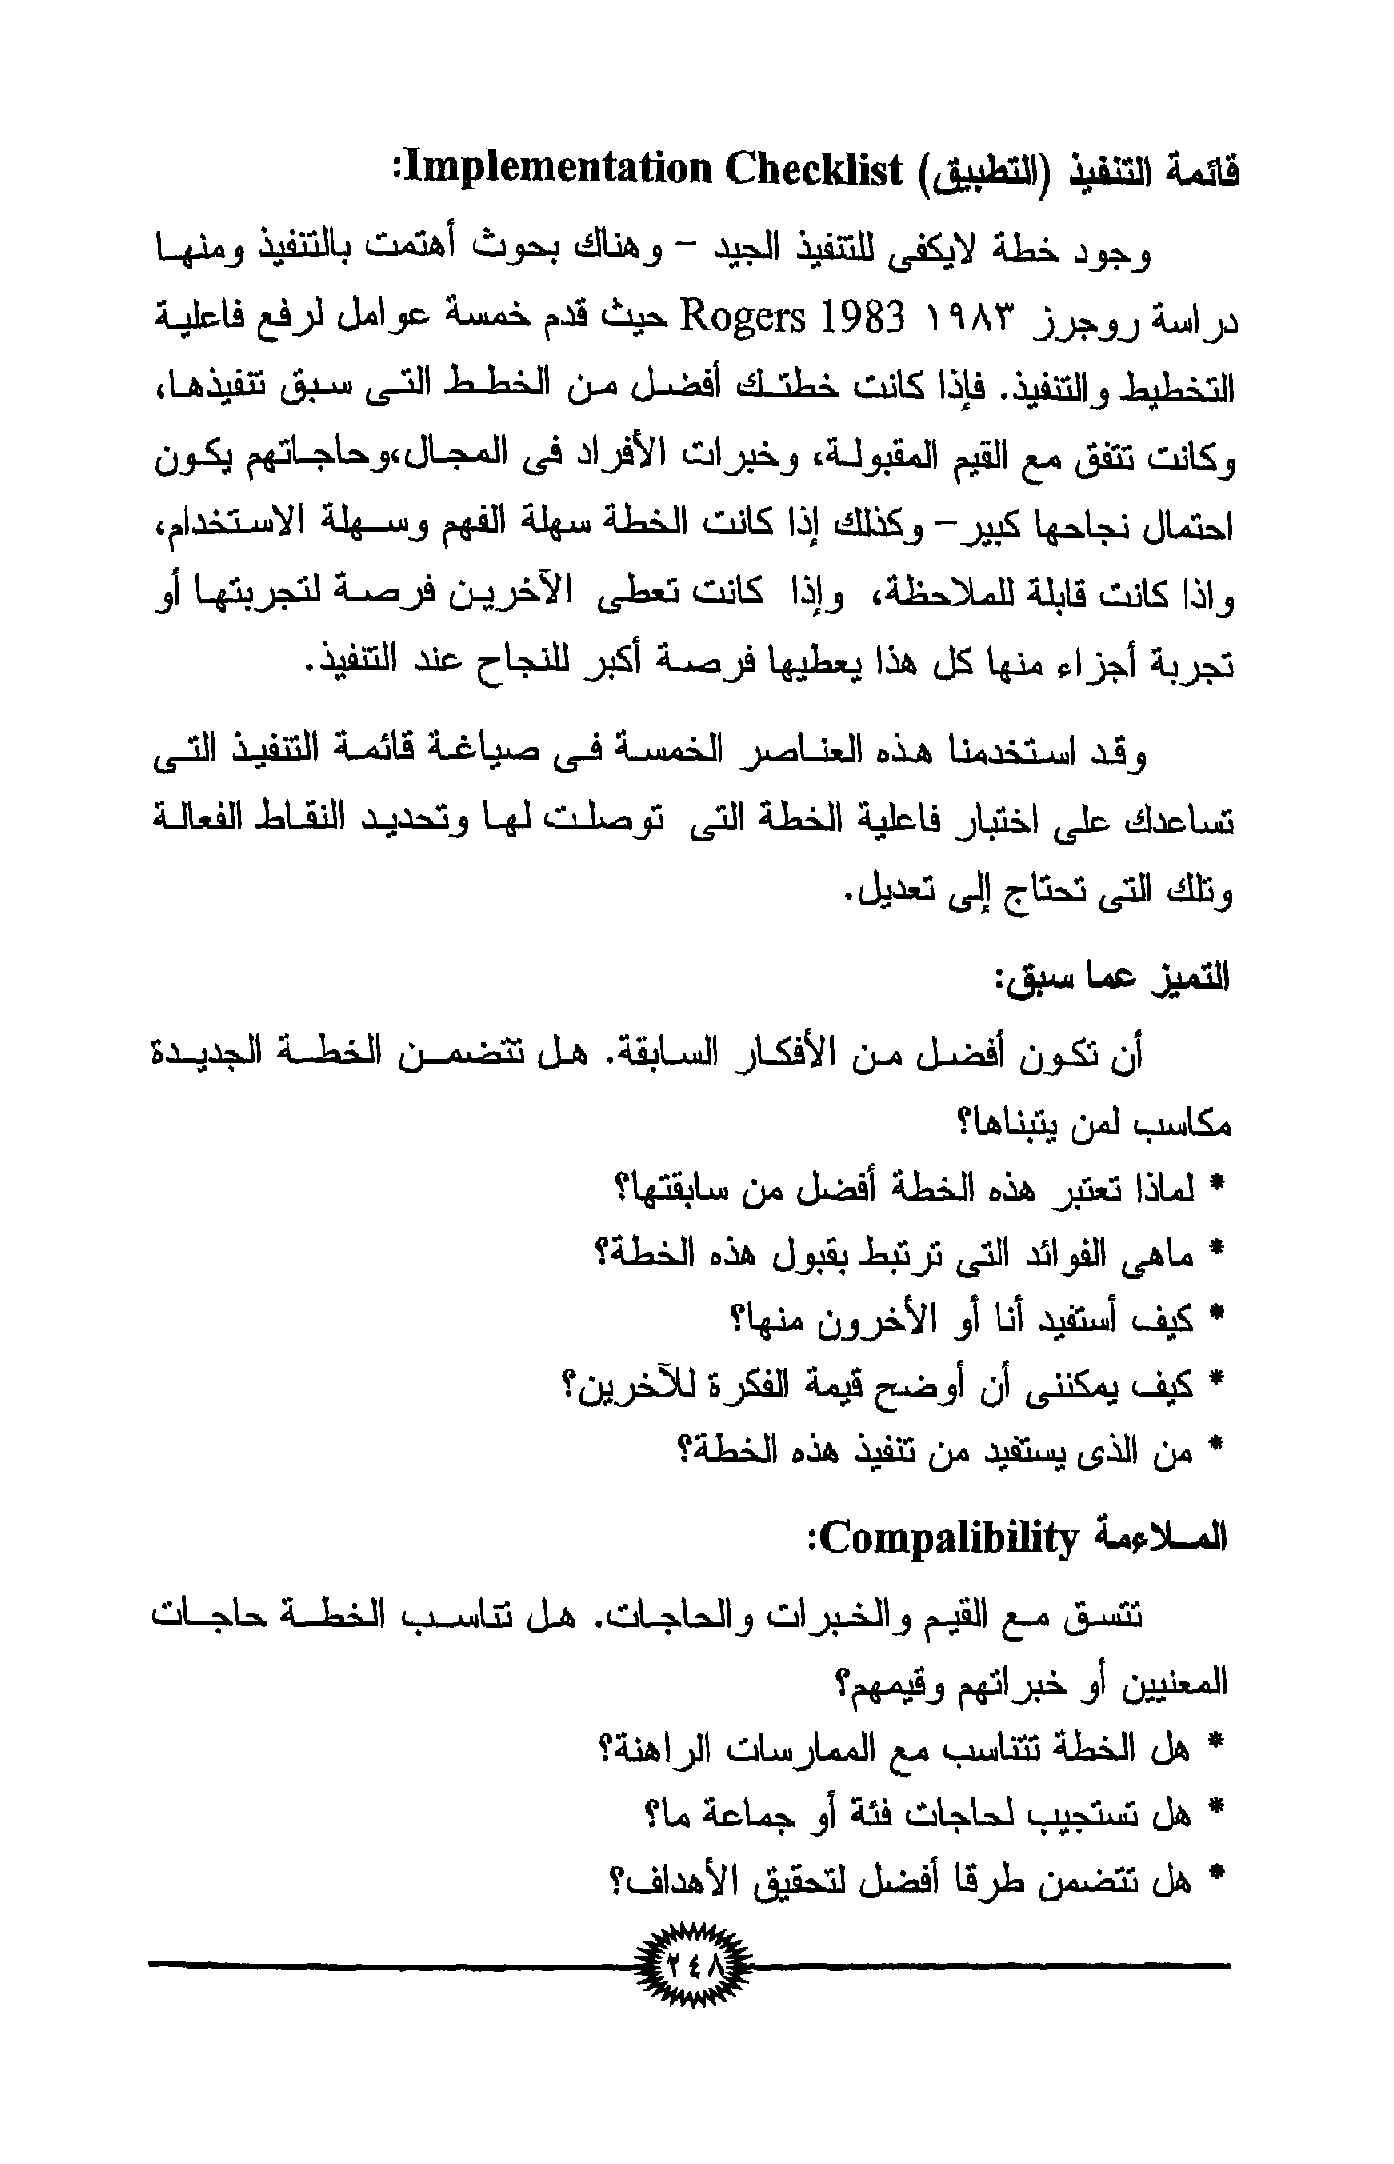 قائمة التنفيذ (التطبيق) Implementation Checklist:
وجود خطة لايكفى للتنفيذ الجيد – وهناك بحوث أهتمت بالتنفيذ ومنها
دراسة روجرز ١٩٨٣ Rogers 1983 حيث قدم خمسة عوامل لرفع فاعلية
التخطيط والتنفيذ. فإذا كانت خطتك أفضل من الخطط التى سبق تنفيذها،
وكانت تتفق مع القيم المقبولة، وخبرات الأفراد فى المجال،وحاجاتهم يكون
احتمال نجاحها كبير– وكذلك إذا كانت الخطة سهلة الفهم وسهلة الاستخدام،
واذا كانت قابلة للملاحظة، وإذا كانت تعطى الآخرين فرصة لتجربتها أو
تجربة أجزاء منها كل هذا يعطيها فرصة أكبر للنجاح عند التنفيذ.
وقد استخدمنا هذه العناصر الخمسة فى صياغة قائمة التنفيذ التى
تساعدك على اختبار فاعلية الخطة التى توصلت لها وتحديد النقاط الفعالة
وتلك التى تحتاج إلى تعديل.
التميز عما سبق:
أن تكون أفضل من الأفكار السابقة. هل تتضمن الخطة الجديدة
مكاسب لمن يتبناها؟
* لماذا تعتبر هذه الخطة أفضل من سابقتها؟
* ماهى الفوائد التى ترتبط بقبول هذه الخطة؟
* كيف أستفيد أنا أو الأخرون منها؟
* كيف يمكننى أن أوضح قيمة الفكرة للآخرين؟
* من الذى يستفيد من تنفيذ هذه الخطة؟
الملاءمة Compalibility:
تتسق مع القيم والخبرات والحاجات. هل تناسب الخطة حاجات
المعنيين أو خبراتهم وقيمهم؟
* هل الخطة تتناسب مع الممارسات الراهنة؟
* هل تستجيب لحاجات فئة أو جماعة ما؟
* هل تتضمن طرقا أفضل لتحقيق الأهداف؟
٢٤٨